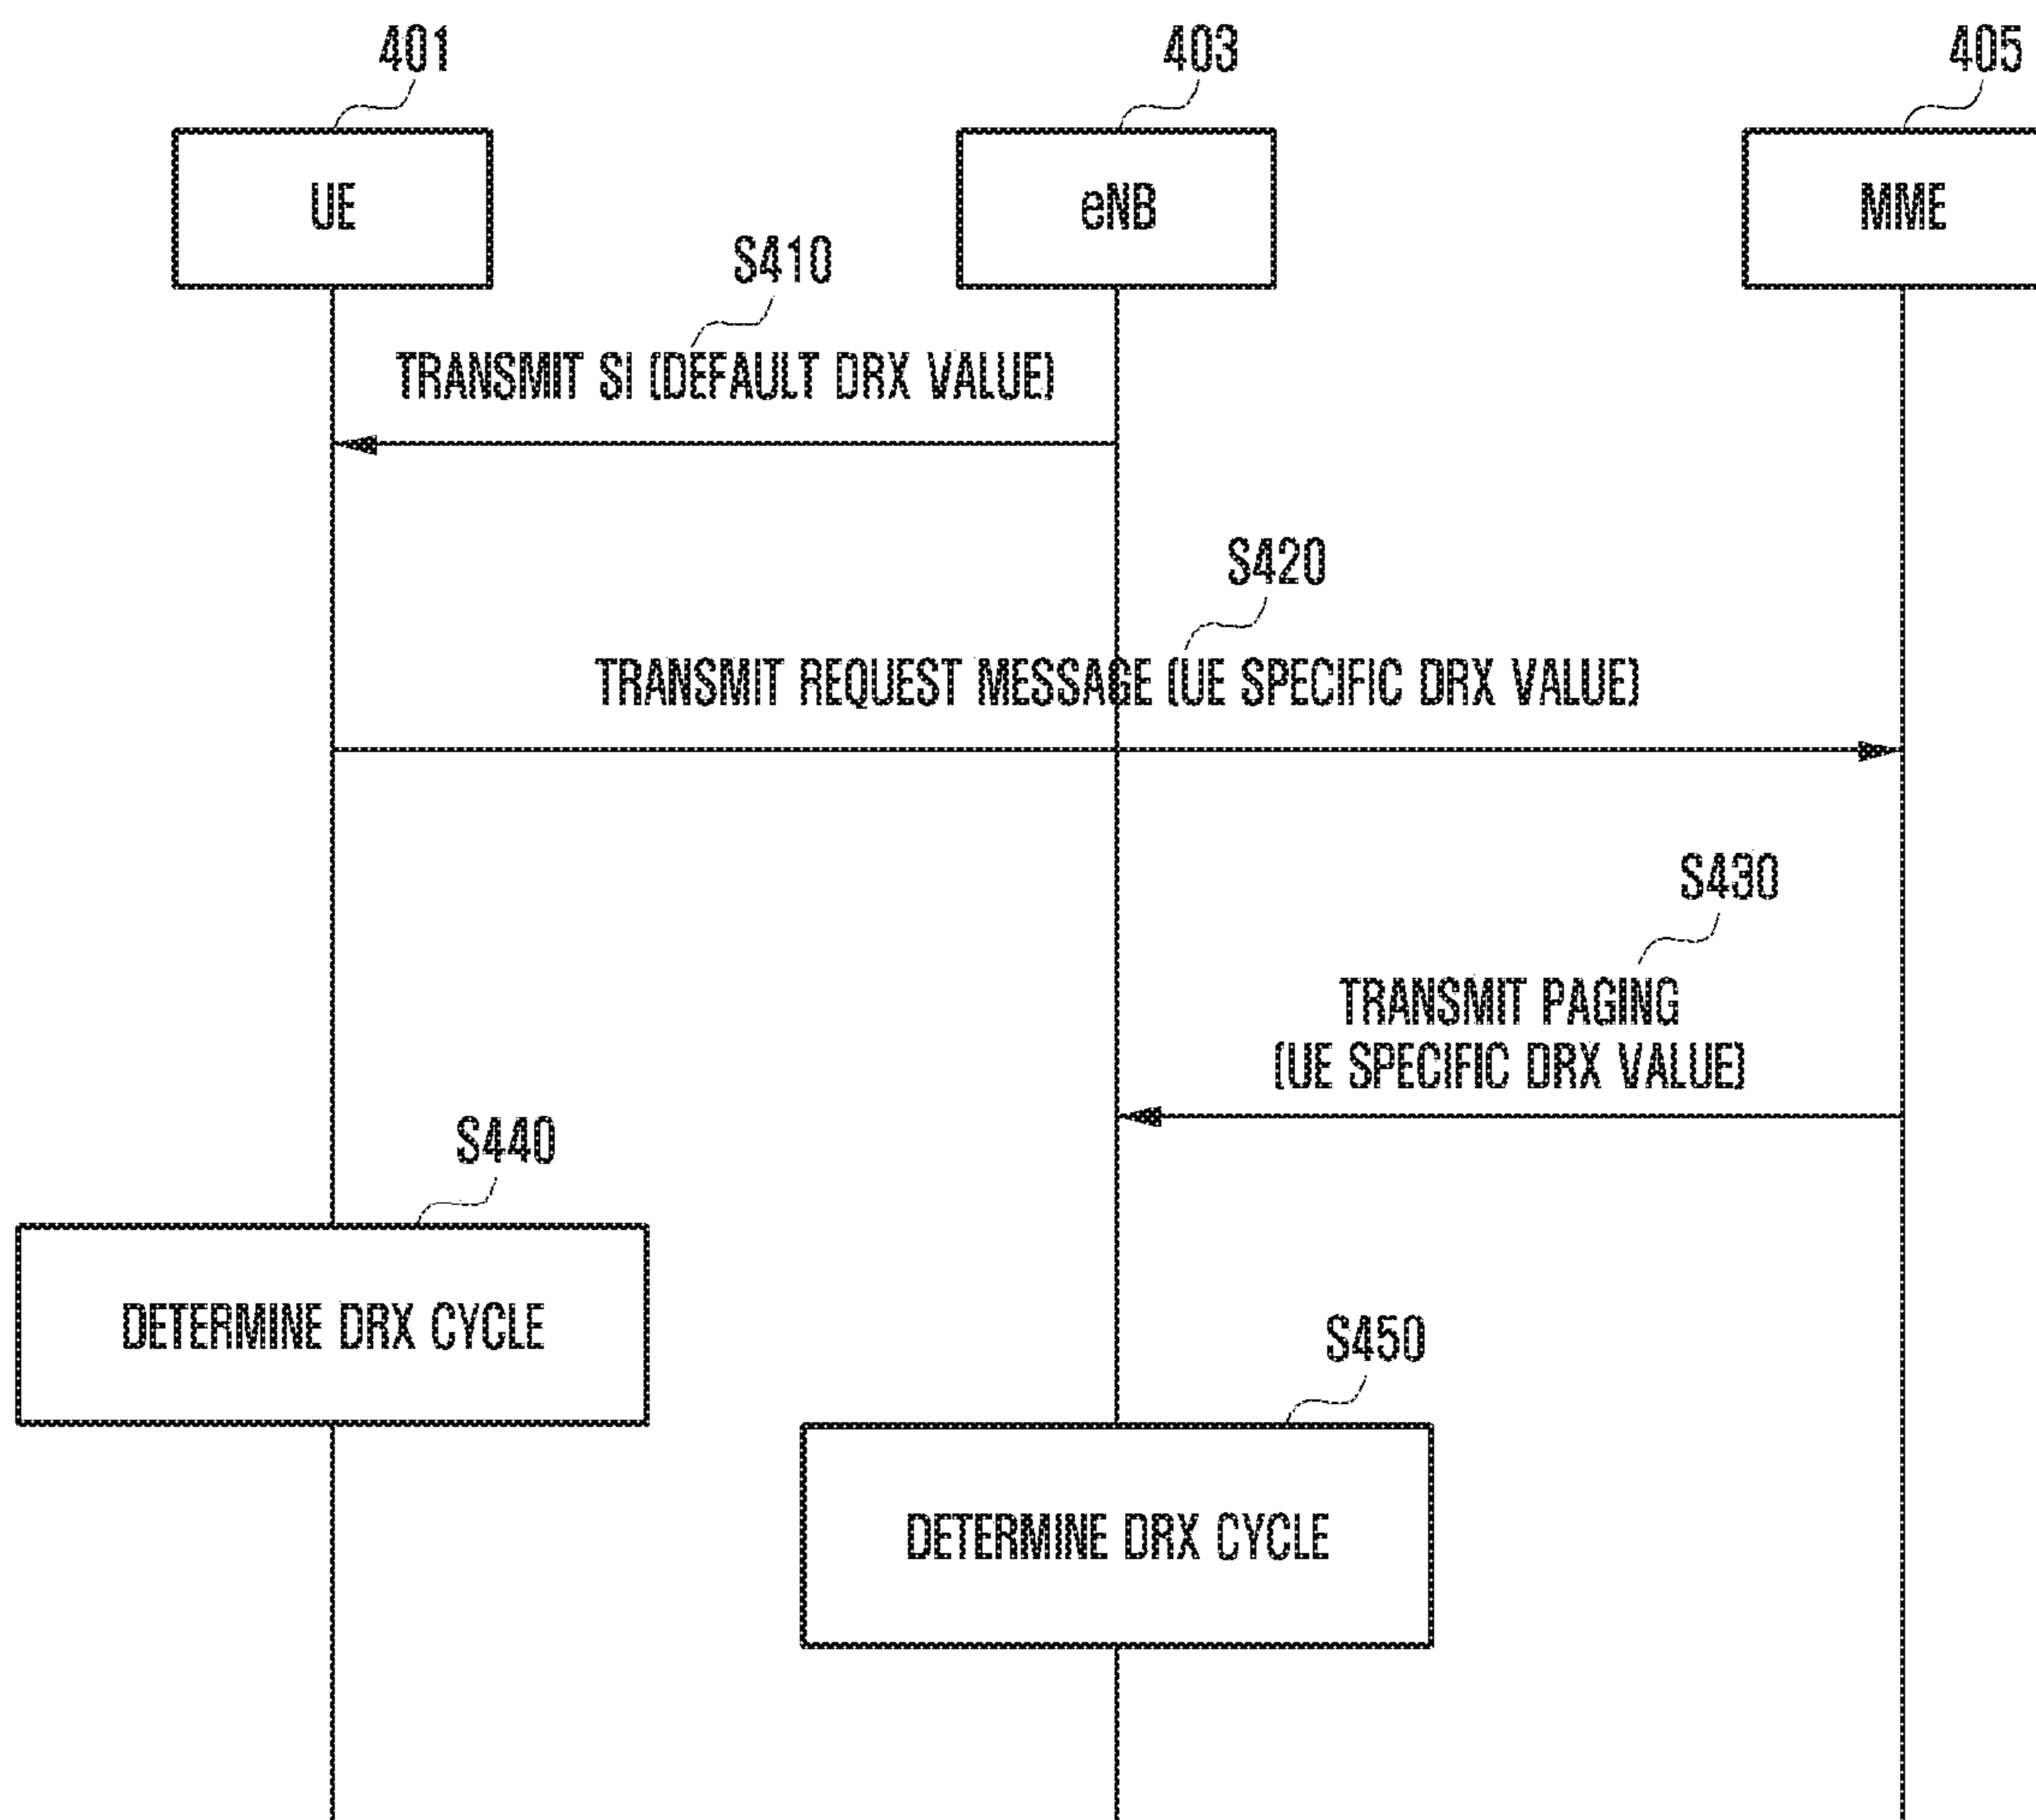 401
403
405
UE
eNB
MME
S410
TRANSMIT SI (DEFAULT DRX VALUE)
S420
TRANSMIT REQUEST MESSAGE (UE SPECIFIC DRX VALUE)
S430
TRANSMIT PAGING
(UE SPECIFIC DRX VALUE)
S440
DETERMINE DRX CYCLE
S450
DETERMINE DRX CYCLE